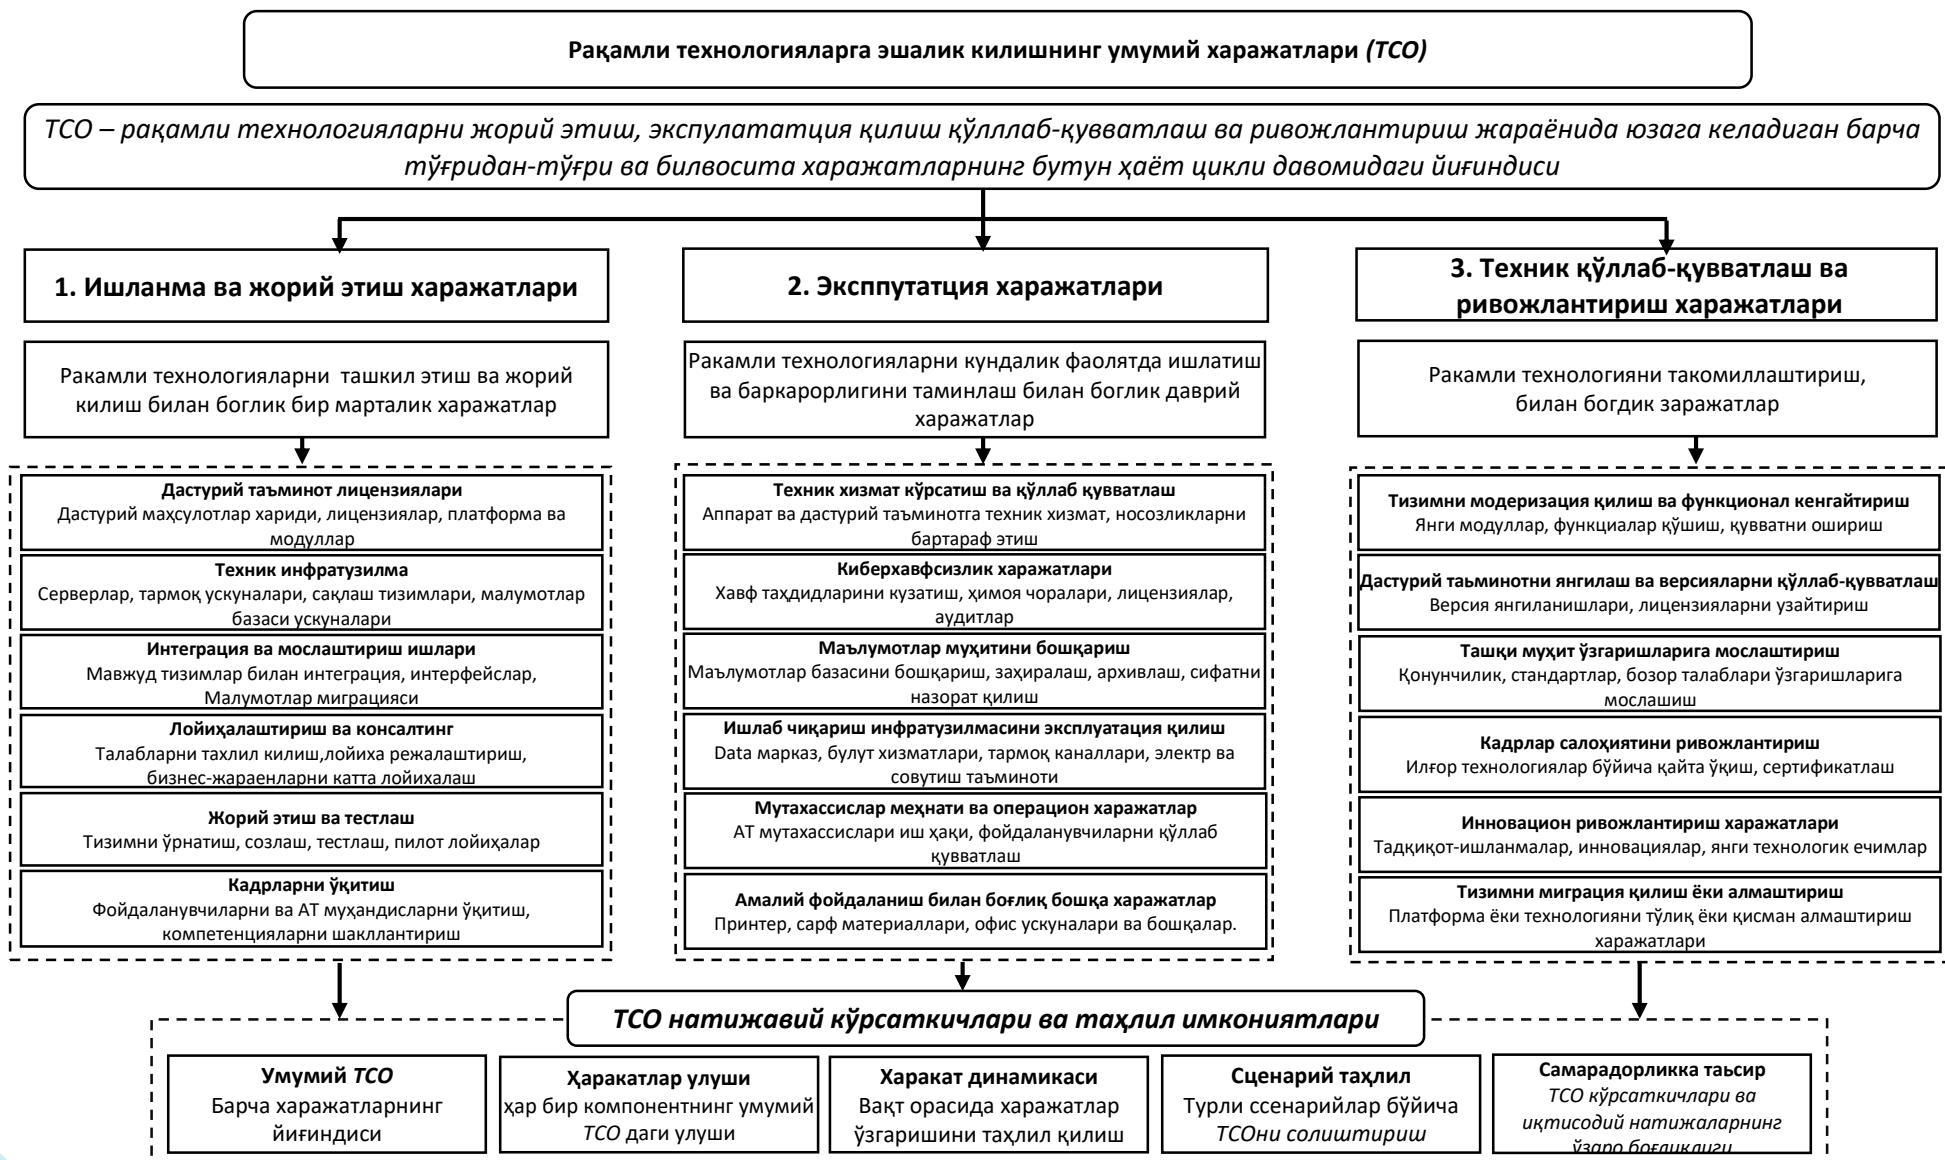 Рақамли технологияларга эшалик килишнинг умумий харажатлари (TCO)
TCO – рақамли технологияларни жорий этиш, экспулататция қилиш қўлллаб-қувватлаш ва ривожлантириш жараёнида юзага келадиган барча
тўғридан-тўғри ва билвосита харажатларнинг бутун ҳаёт цикли давомидаги йиғиндиси
1. Ишланма ва жорий этиш харажатлари
Ракамли технологияларни ташкил этиш ва жорий
килиш билан боглик бир марталик харажатлар
Дастурий таъминот лицензиялари
Дастурий маҳсулотлар хариди, лицензиялар, платформа ва
модуллар
Техник инфратузилма
Серверлар, тармоқ ускуналари, сақлаш тизимлари, малумотлар
базаси ускуналари
Интеграция ва мослаштириш ишлари
Мавжуд тизимлар билан интеграция, интерфейслар,
Малумотлар миграцияси
Лойиҳалаштириш ва консалтинг
Талабларни тахлил килиш,лойиха режалаштириш,
бизнес-жараенларни катта лойихалаш
Жорий этиш ва тестлаш
Тизимни ўрнатиш, созлаш, тестлаш, пилот лойиҳалар
Кадрларни ўқитиш
Фойдаланувчиларни ва АТ муҳандисларни ўқитиш,
компетенцияларни шакллантириш
2. Эксппутатция харажатлари
Ракамли технологияларни кундалик фаолятда ишлатиш
ва баркарорлигини таминлаш билан боглик даврий
харажатлар
Техник хизмат кўрсатиш ва қўллаб қувватлаш
Аппарат ва дастурий таъминотга техник хизмат, носозликларни
бартараф этиш
Киберхавфсизлик харажатлари
Хавф таҳдидларини кузатиш, ҳимоя чоралари, лицензиялар,
аудитлар
Маълумотлар муҳитини бошқариш
Маълумотлар базасини бошқариш, заҳиралаш, архивлаш, сифатни
назорат қилиш
Ишлаб чиқариш инфратузилмасини эксплуатация қилиш
Data марказ, булут хизматлари, тармоқ каналлари, электр ва
совутиш таъминоти
Мутахассислар меҳнати ва операцион харажатлар
АТ мутахассислари иш ҳақи, фойдаланувчиларни қўллаб
қувватлаш
Амалий фойдаланиш билан боғлиқ бошқа харажатлар
Принтер, сарф материаллари, офис ускуналари ва бошқалар.
3. Техник қўллаб-қувватлаш ва
ривожлантириш харажатлари
Ракамли технологияни такомиллаштириш,
билан богдик заражатлар
Тизимни модеризация қилиш ва функционал кенгайтириш
Янги модуллар, функциалар қўшиш, қувватни ошириш
Дастурий таьминотни янгилаш ва версияларни қўллаб-қувватлаш
Версия янгиланишлари, лицензияларни узайтириш
Ташқи муҳит ўзгаришларига мослаштириш
Қонунчилик, стандартлар, бозор талаблари ўзгаришларига
мослашиш
Кадрлар салоҳиятини ривожлантириш
Илғор технологиялар бўйича қайта ўқиш, сертификатлаш
Инновацион ривожлантириш харажатлари
Тадқиқот-ишланмалар, инновациялар, янги технологик ечимлар
Тизимни миграция қилиш ёки алмаштириш
Платформа ёки технологияни тўлиқ ёки қисман алмаштириш
харажатлари
TCO натижавий кўрсаткичлари ва таҳлил имкониятлари
Умумий TCO
Барча харажатларнинг
йиғиндиси
Ҳаракатлар улуши
ҳар бир компонентнинг умумий
TCO даги улуши
Харакат динамикаси
Вақт орасида харажатлар
ўзгаришини таҳлил қилиш
Сценарий таҳлил
Турли ссенарийлар бўйича
TCOни солиштириш
Самарадорликка таьсир
TCO кўрсаткичлари ва
иқтисодий натижаларнинг
ўзаро боғлиқлиги